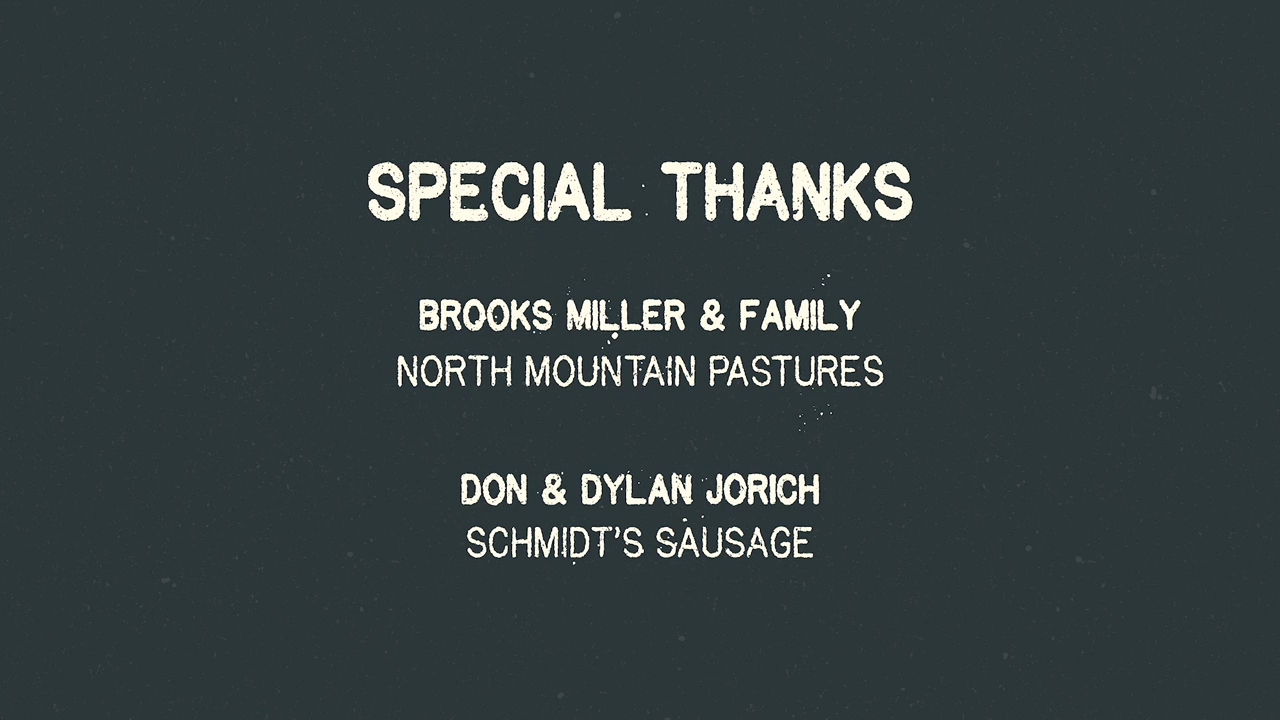 SPECIAL THANKS
BROOKS MILLER & FAMILY
NORTH MOUNTAIN PASTURES
DON & DYLAN JORICH
SCHMIDT'S SAUSAGE